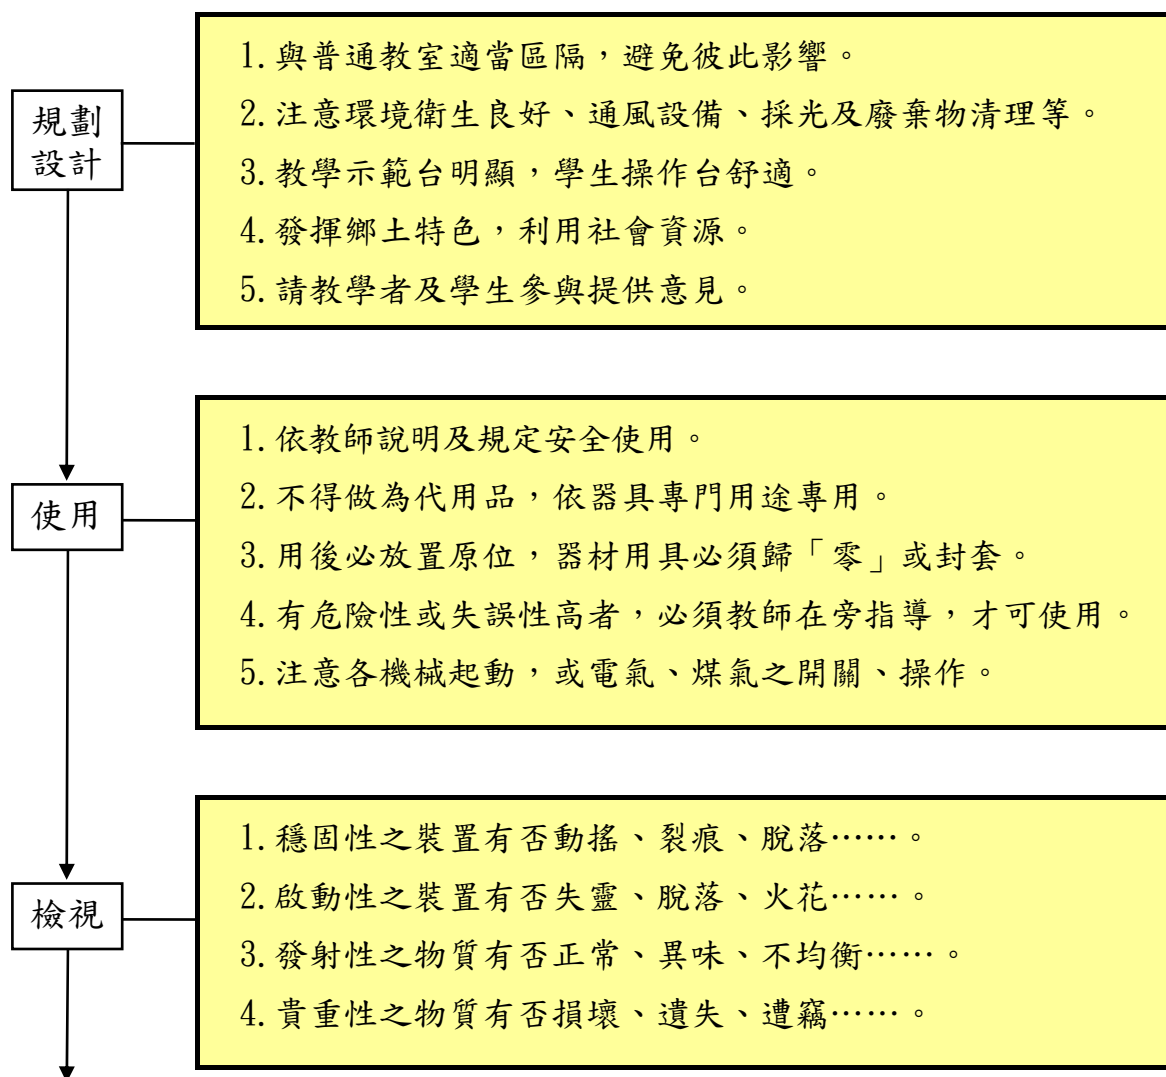 規劃
設計
1.與普通教室適當區隔，避免彼此影響。
2.注意環境衛生良好、通風設備、採光及廢棄物清理等。
3.教學示範台明顯，學生操作台舒適。
4.發揮鄉土特色，利用社會資源。
5.請教學者及學生參與提供意見。
使用
1.依教師說明及規定安全使用。
2.不得做為代用品，依器具專門用途專用。
3.用後必放置原位，器材用具必須歸「零」或封套。
4.有危險性或失誤性高者，必須教師在旁指導，才可使用。
5.注意各機械起動，或電氣、煤氣之開關、操作。
檢視
1.穩固性之裝置有否動搖、裂痕、脫落……。
2.啟動性之裝置有否失靈、脫落、火花……。
3.發射性之物質有否正常、異味、不均衡……。
4.貴重性之物質有否損壞、遺失、遭竊……。